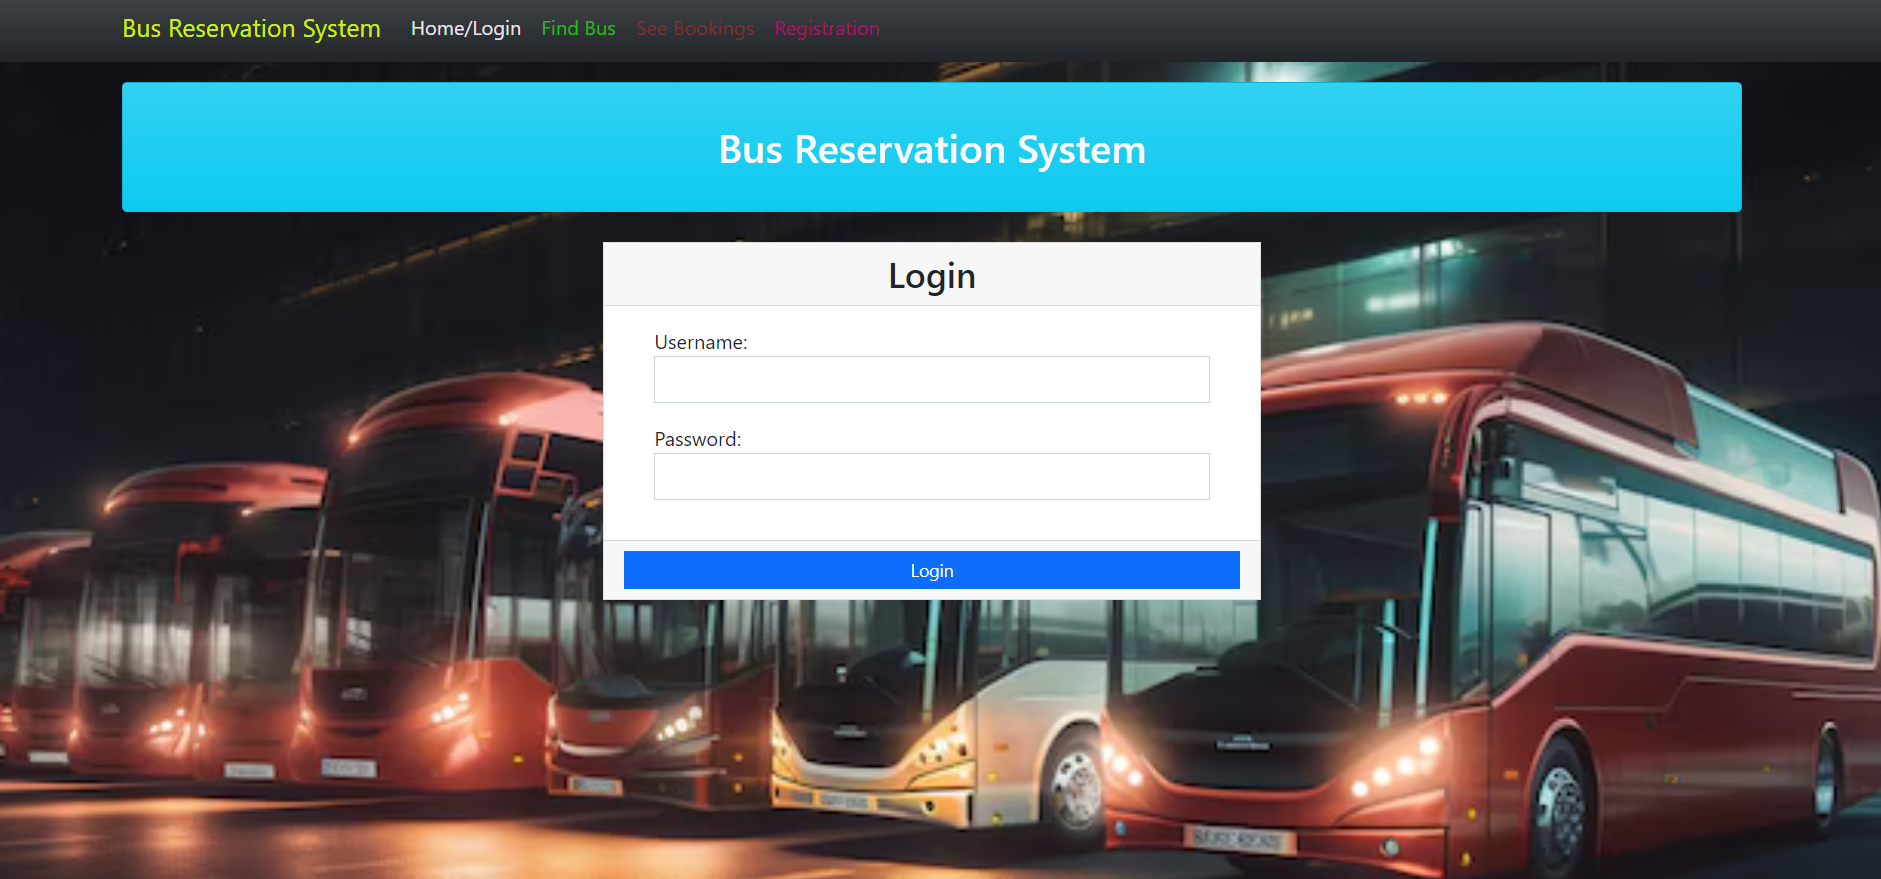 Bus Reservation System Home/Login Find Bus See Bookings Registration
Bus Reservation System
Login
Username:
Password:
Login